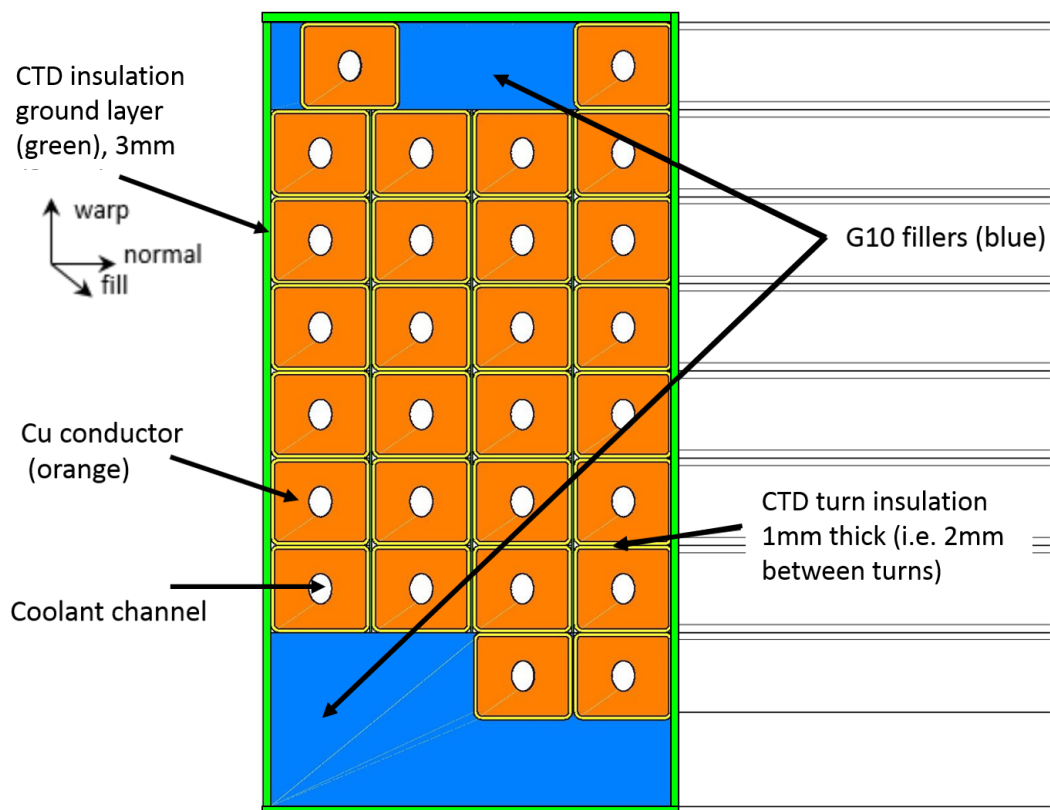 CTD insulation
ground layer
(green), 3mm
warp
normal
fill
G10 fillers (blue)
Cu conductor
(orange)
CTD turn insulation
1mm thick (i.e. 2mm
between turns)
Coolant channel